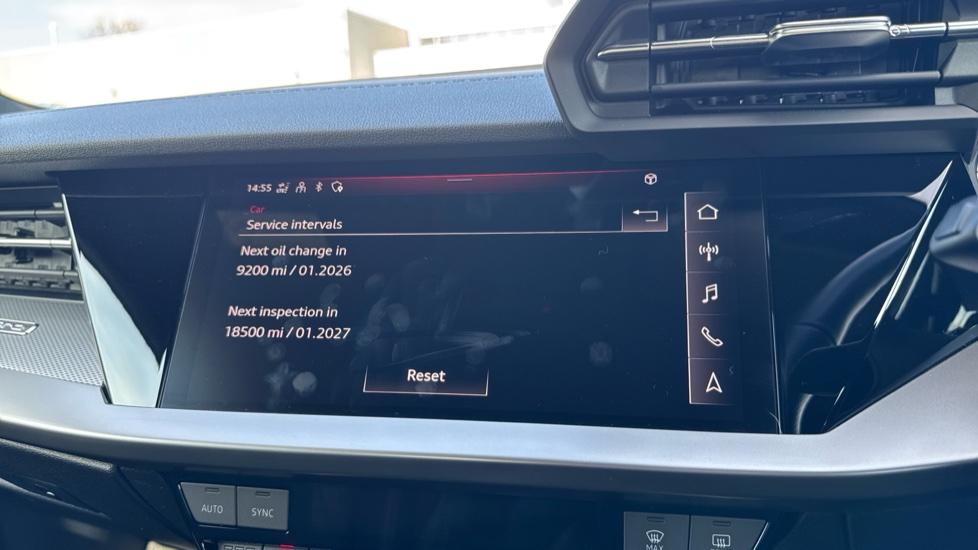 14:55
Car
Service intervals
Next oil change in
9200 mi / 01.2026
Next inspection in
18500 mi / 01.2027
Reset
AUTO
SYNC
MAX